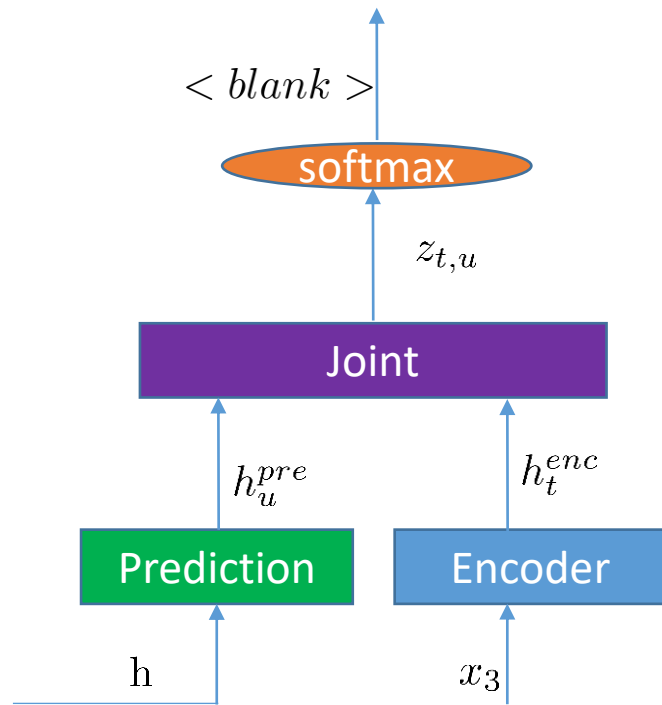 < blank >
softmax
z_{t,u}
Joint
h_u^{pre}
h_t^{enc}
Prediction
Encoder
h
x_3